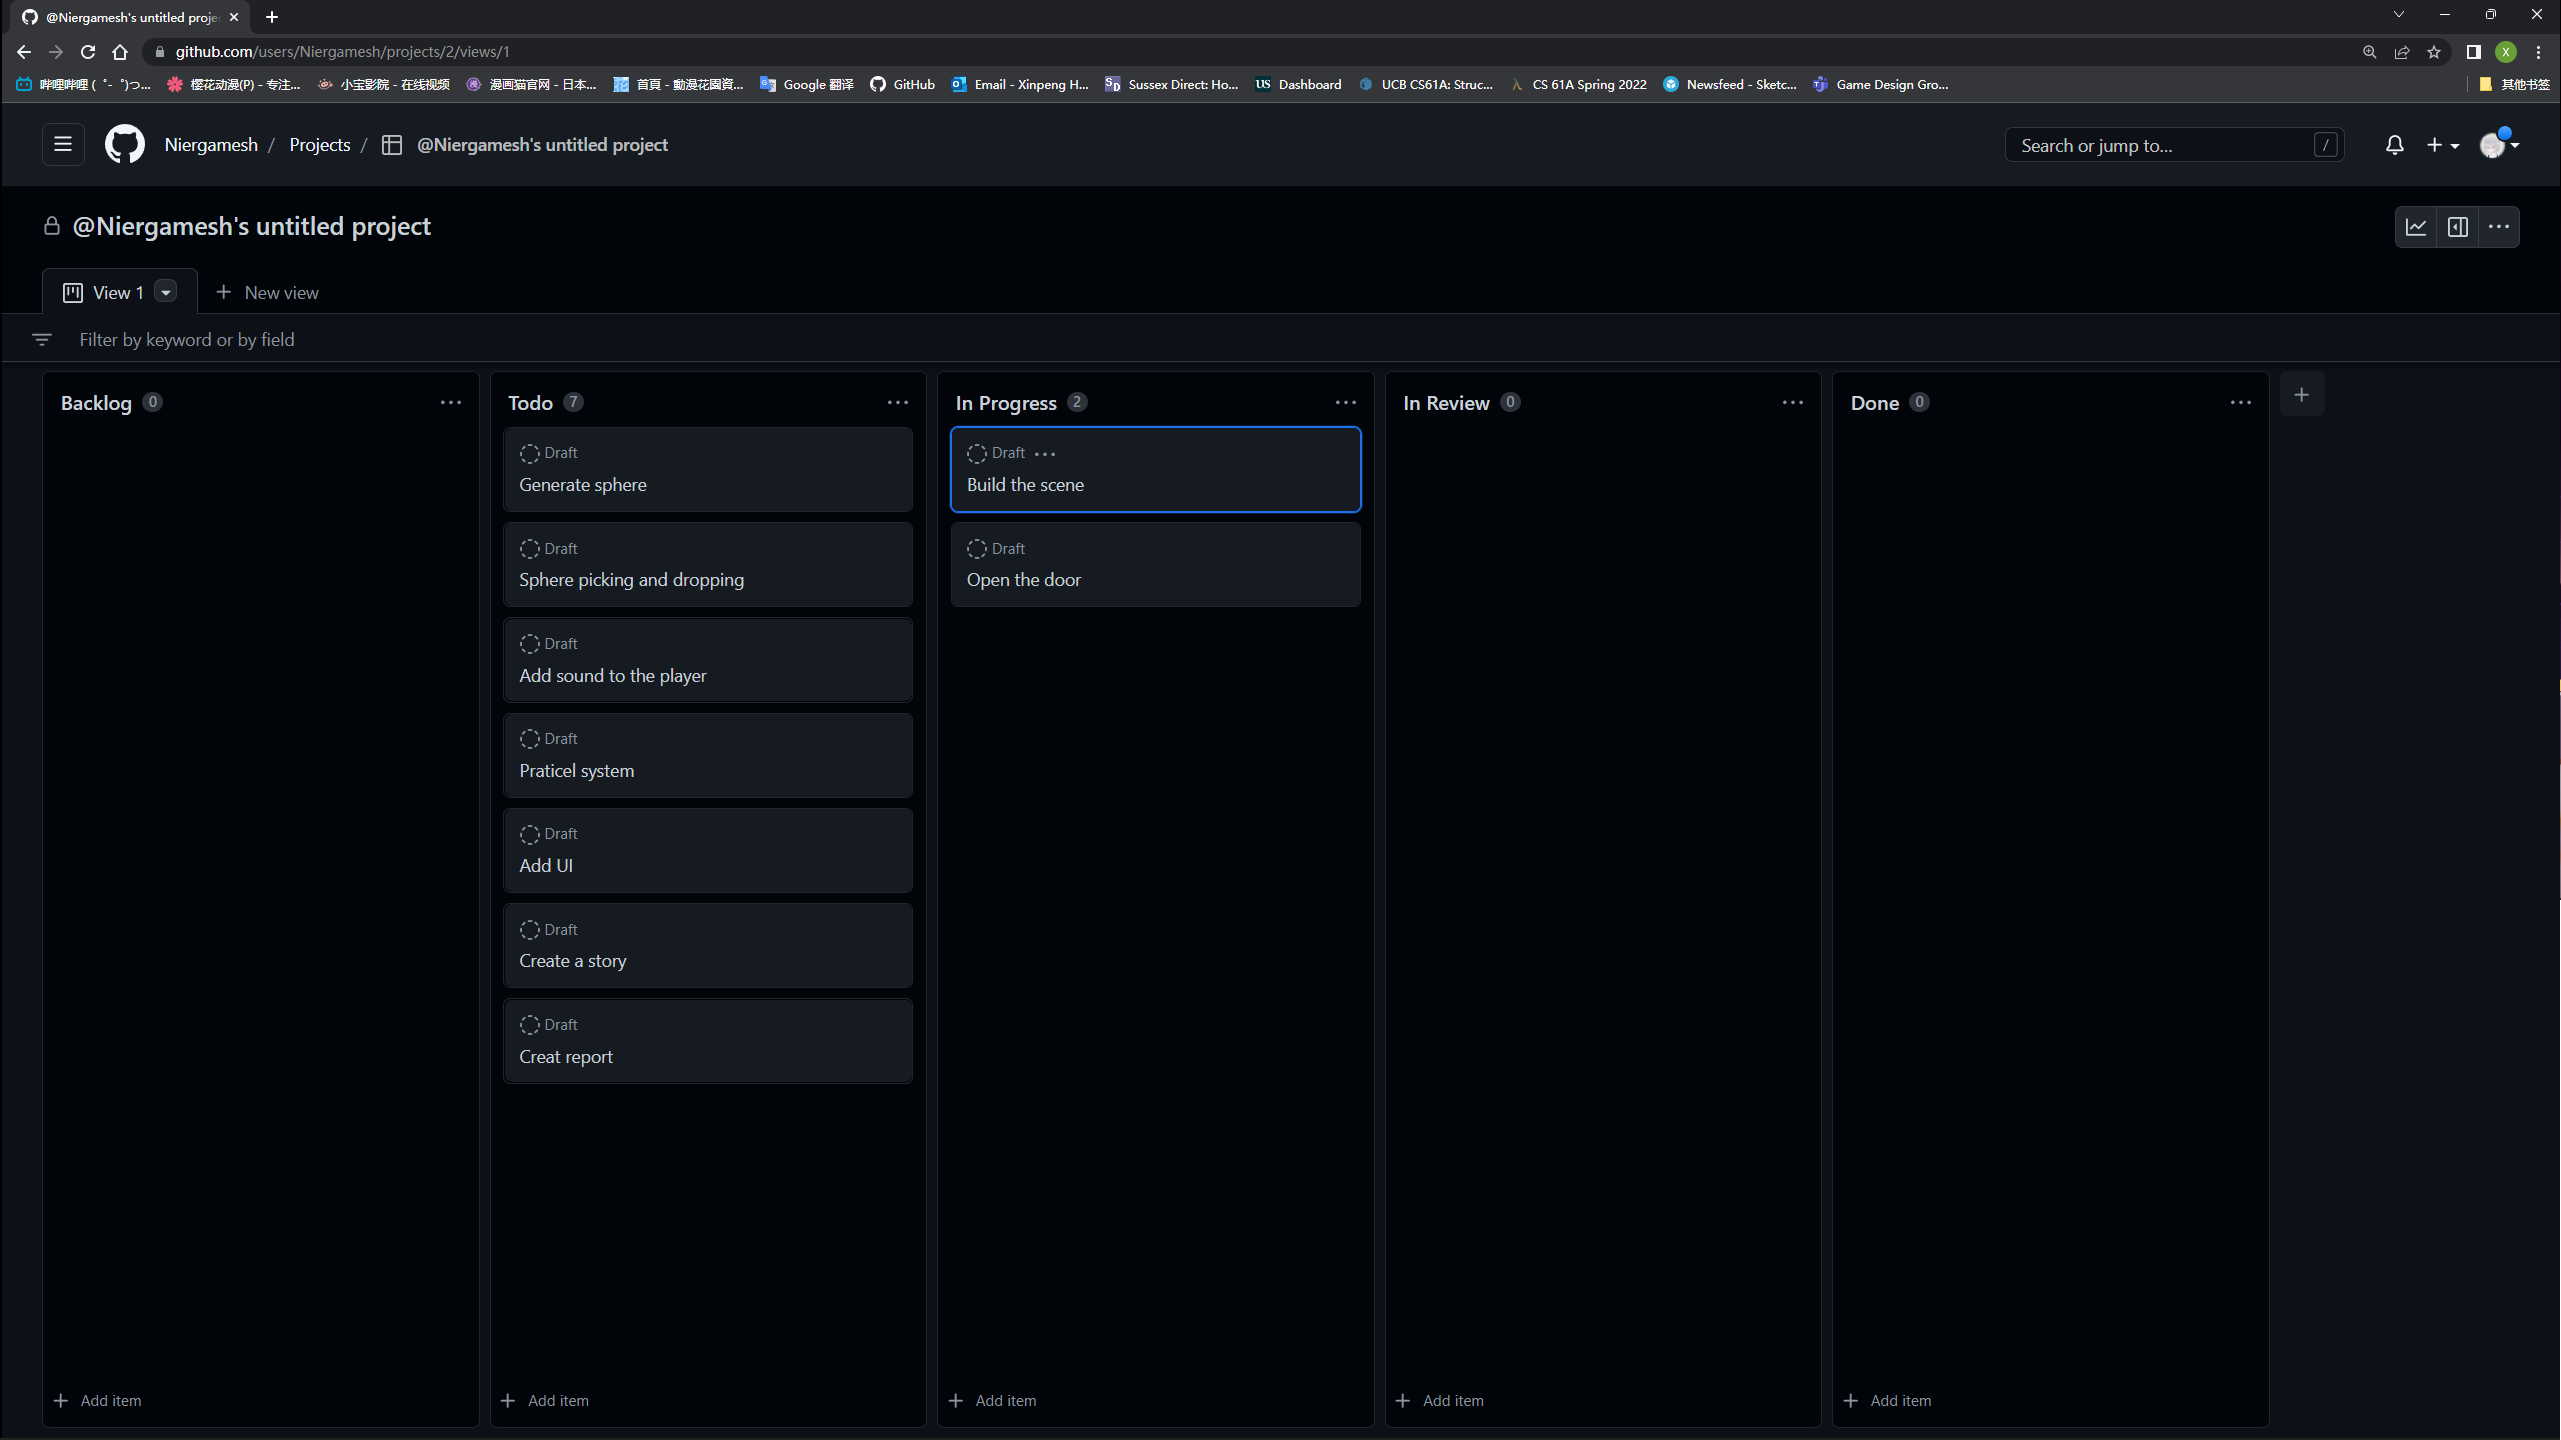 @Niergamesh's untitled proje
github.com/users/Niergamesh/projects/2/views/1
哔哩哔哩 (゜-゜)つ... 樱花动漫(P) - 专注... 小宝影院 - 在线视频 漫画猫官网 - 日本... 首頁 - 動漫花園資... Google 翻译 GitHub Email - Xinpeng H... Sussex Direct: Ho... Dashboard UCB CS61A: Struc... CS 61A Spring 2022 Newsfeed - Sketc... Game Design Gro... 其他书签
Niergamesh / Projects / @Niergamesh's untitled project Search or jump to... /
@Niergamesh's untitled project
View 1 New view
Filter by keyword or by field
Backlog 0
Add item
Todo 7
Draft
Generate sphere
Draft
Sphere picking and dropping
Draft
Add sound to the player
Draft
Praticel system
Draft
Add UI
Draft
Create a story
Draft
Creat report
Add item
In Progress 2
Draft
Build the scene
Draft
Open the door
Add item
In Review 0
Add item
Done 0
Add item